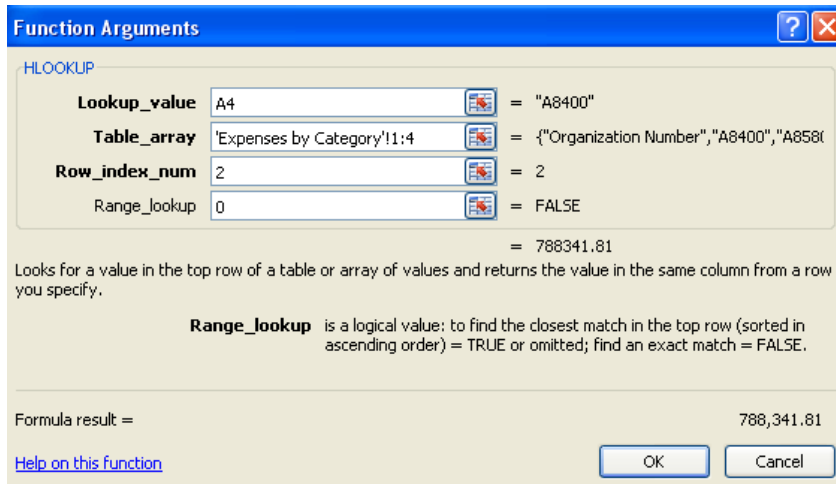 Function Arguments
HLOOKUP
Lookup_value A4 = "A8400"
Table_array 'Expenses by Category'!1:4 = {"Organization Number","A8400","A858(
Row_index_num 2 = 2
Range_lookup 0 = FALSE
= 788341.81
Looks for a value in the top row of a table or array of values and returns the value in the same column from a row
you specify.
Range_lookup is a logical value: to find the closest match in the top row (sorted in
ascending order) = TRUE or omitted; find an exact match = FALSE.
Formula result = 788,341.81
Help on this function OK Cancel